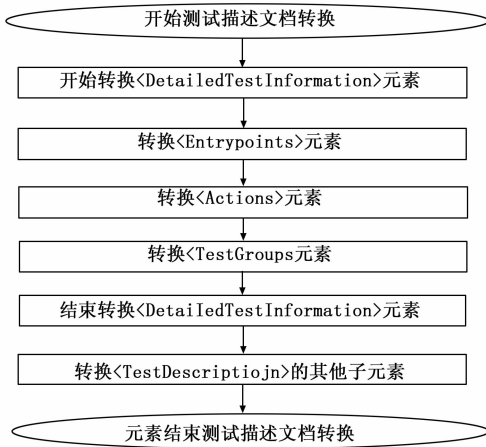 开始测试描述文档转换
开始转换<DetailedTestInformation>元素
转换<Entrypoints>元素
转换<Actions>元素
转换<TestGroups元素
结束转换<DetaiIedTestInformation>元素
转换<TestDescriptiojn>的其他子元素
元素结束测试描述文档转换